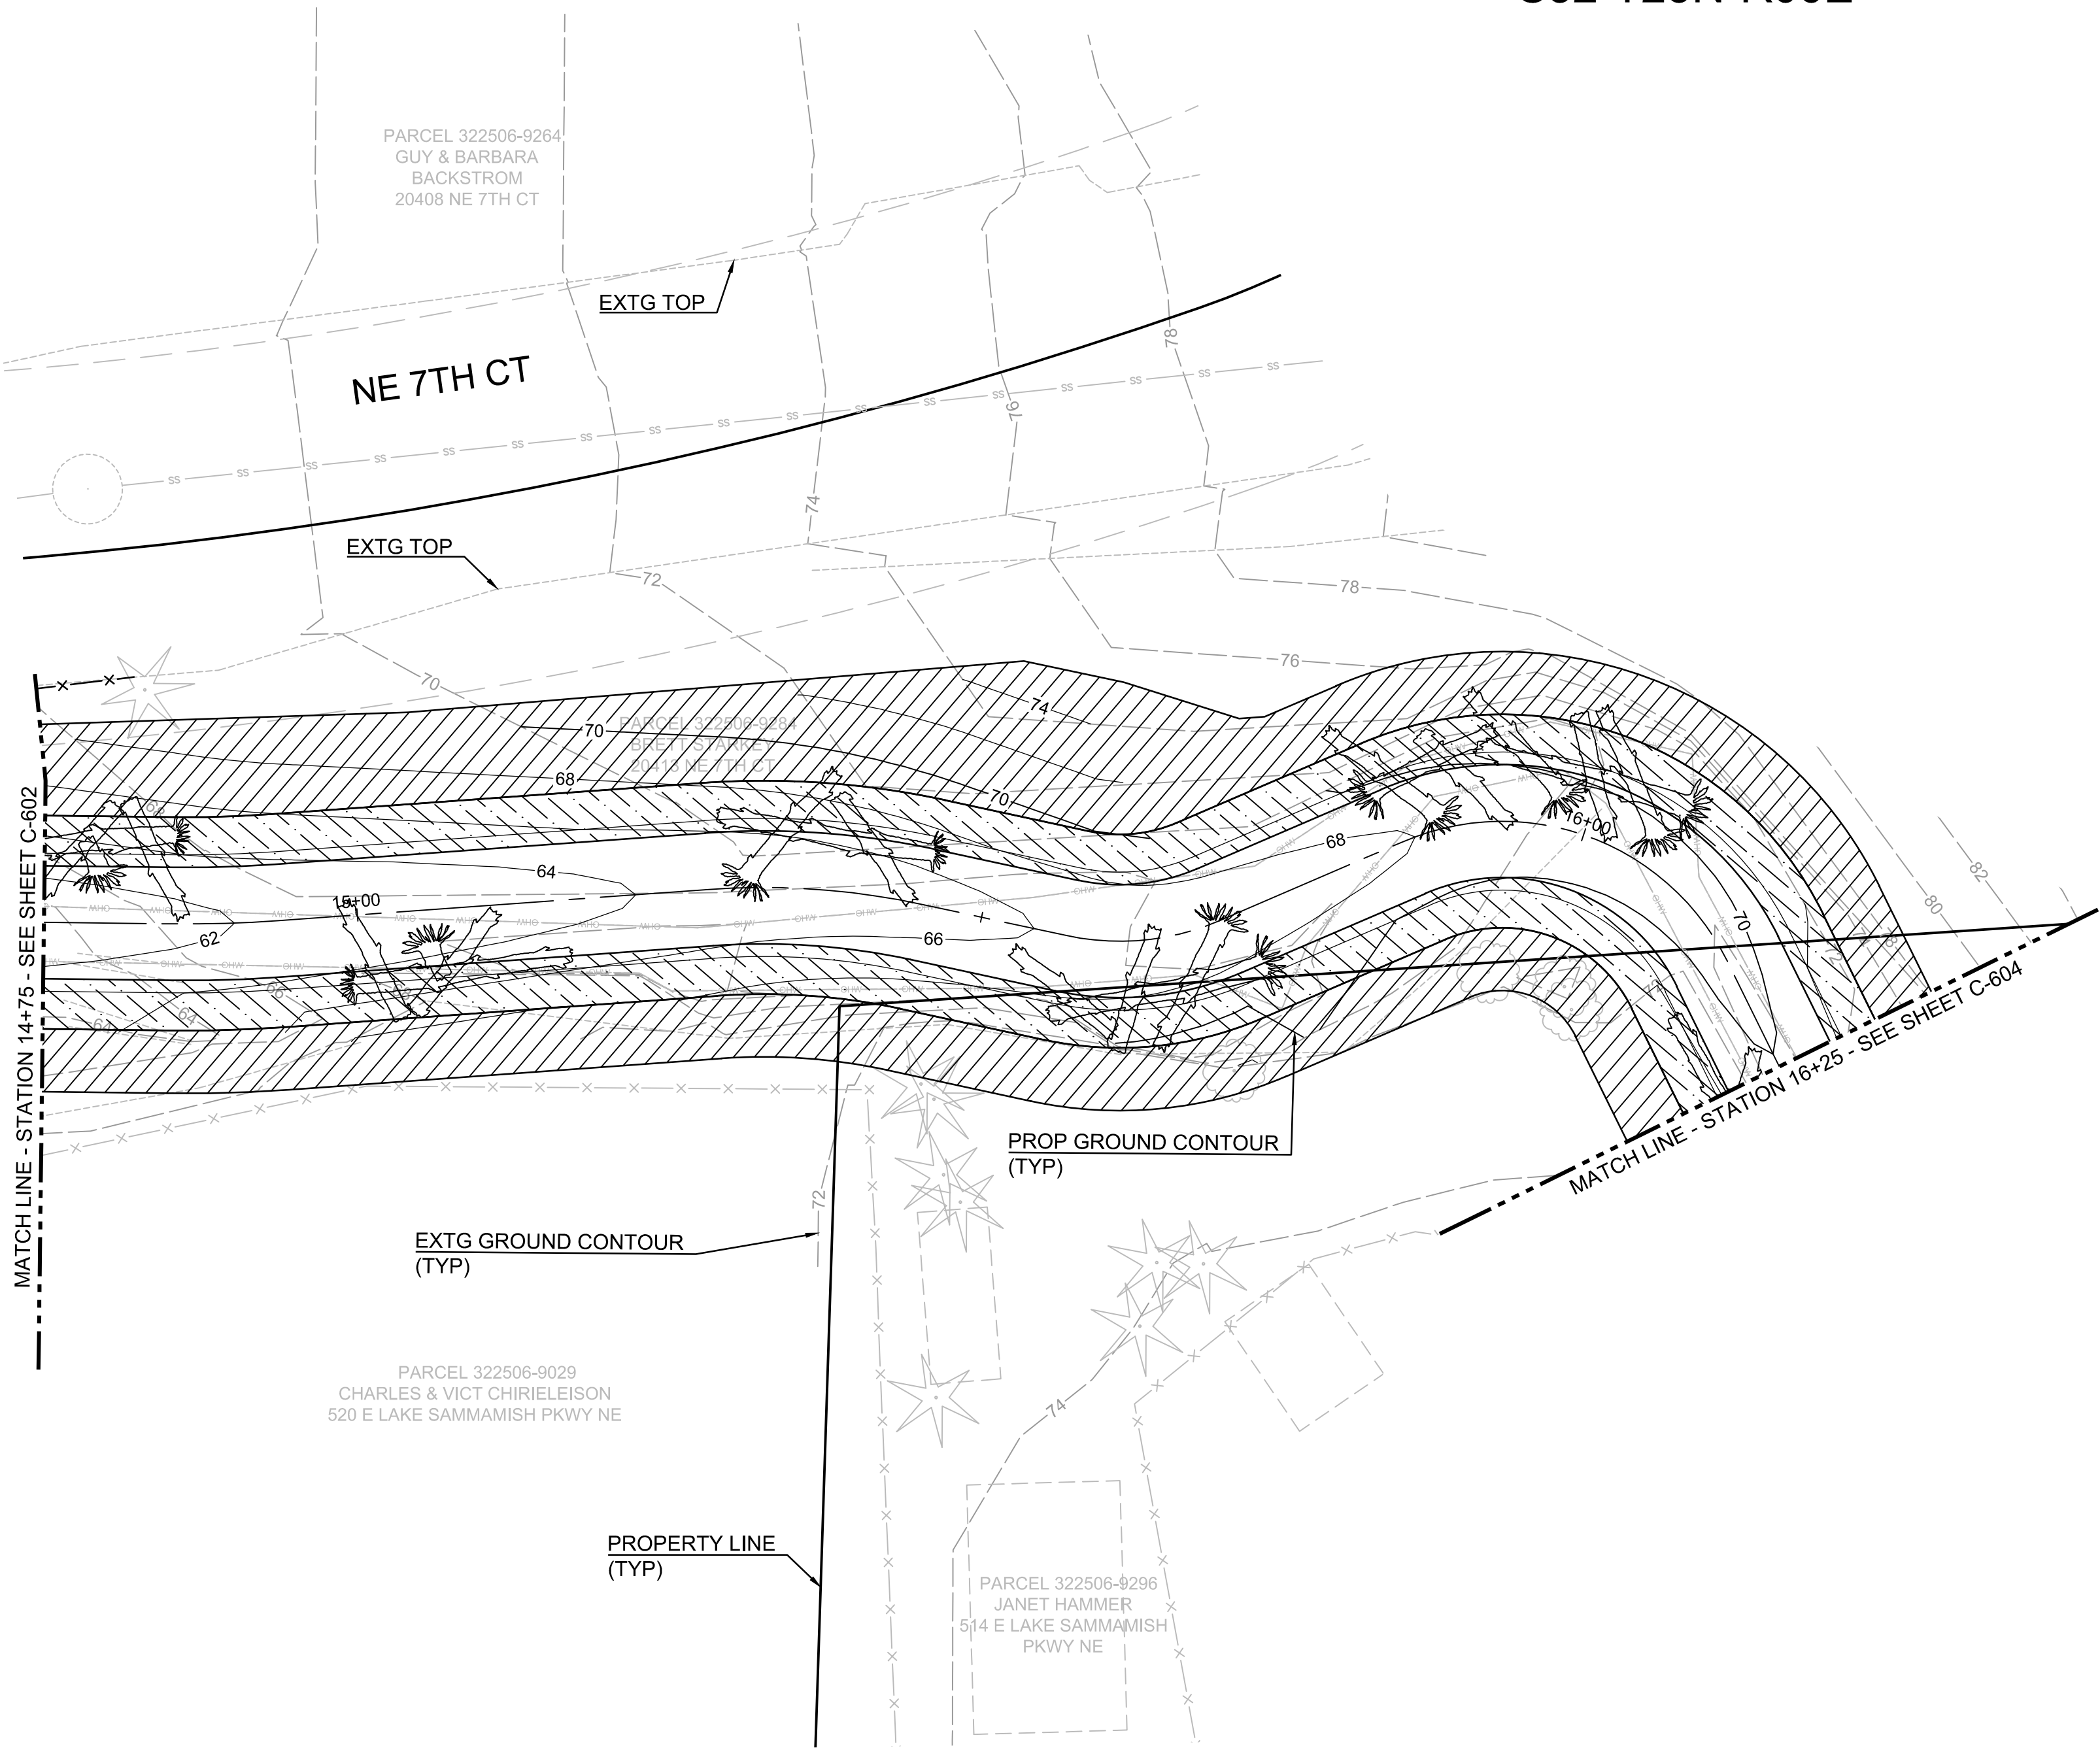 PARCEL 322506-9264
GUY & BARBARA
BACKSTROM
20408 NE 7TH CT
EXTG TOP
NE 7TH CT
78
76
74
EXTG TOP
72
78
76
70
74
PARCEL 322506-9284
BRETT STARKEY
20413 NE 7TH CT
70
68
70
68
16+00
64
15+00
62
66
70
72
80
82
78
66
64
64
MATCH LINE - STATION 14+75 - SEE SHEET C-602
MATCH LINE - STATION 16+25 - SEE SHEET C-604
PROP GROUND CONTOUR
(TYP)
72
EXTG GROUND CONTOUR
(TYP)
PARCEL 322506-9029
CHARLES & VICT CHIRIELEISON
520 E LAKE SAMMAMISH PKWY NE
74
PROPERTY LINE
(TYP)
PARCEL 322506-9296
JANET HAMMER
514 E LAKE SAMMAMISH
PKWY NE